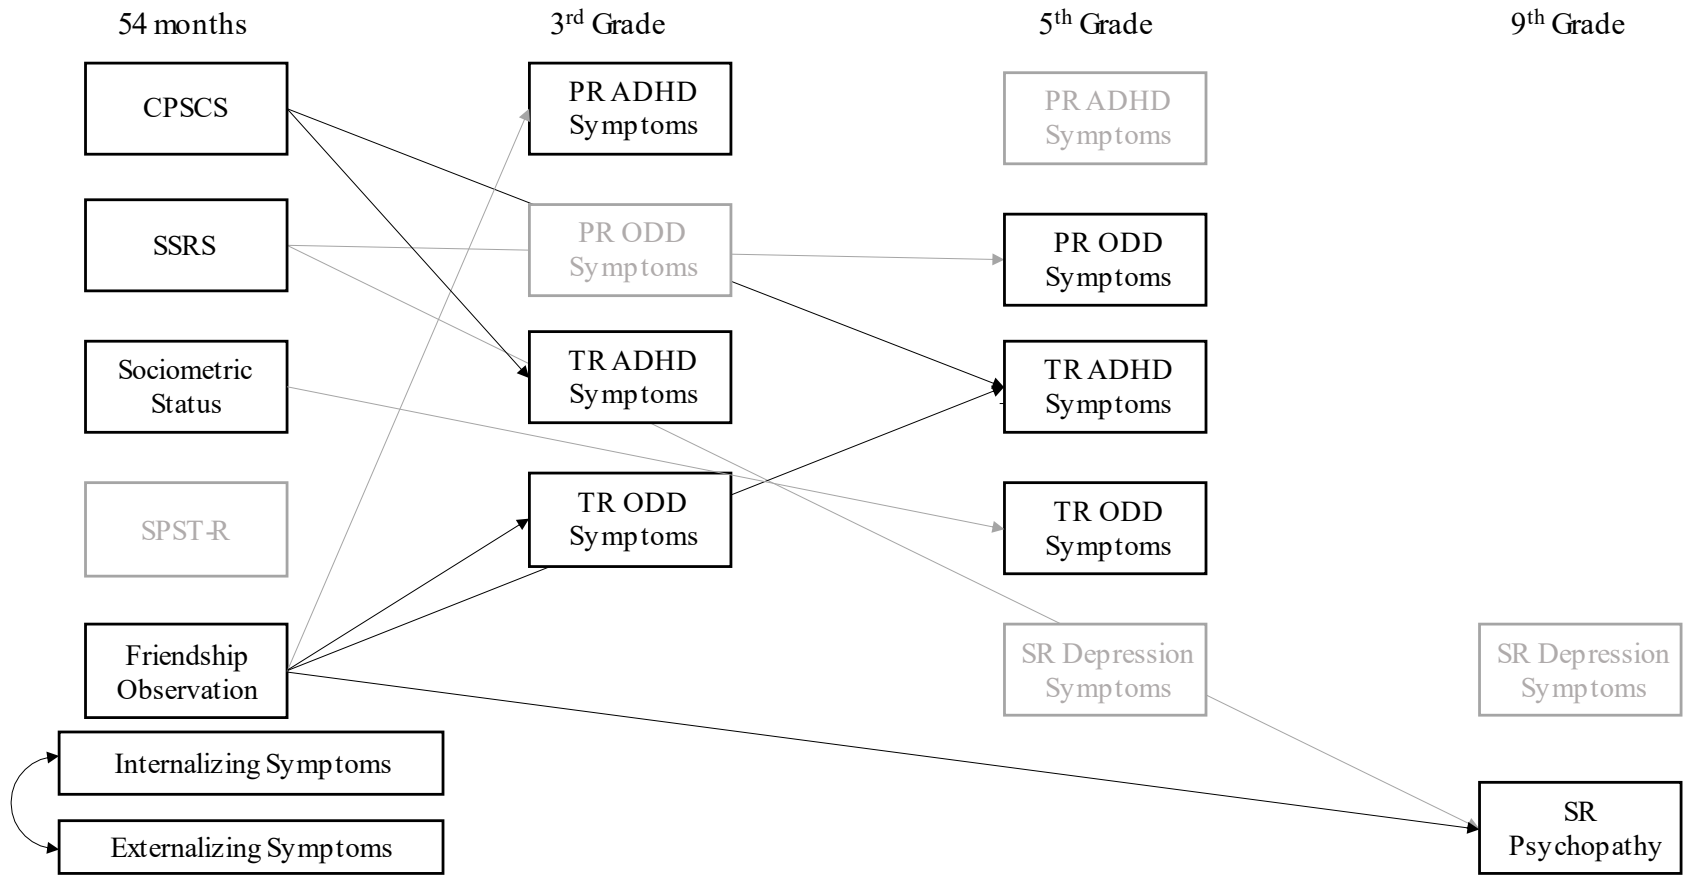 54 months
3rd Grade
5th Grade
9th Grade
CPSCS
SSRS
Sociometric
Status
SPST-R
Friendship
Observation
Internalizing Symptoms
Externalizing Symptoms
PR ADHD
Symptoms
PR ODD
Symptoms
TR ADHD
Symptoms
TR ODD
Symptoms
PR ADHD
Symptoms
PR ODD
Symptoms
TR ADHD
Symptoms
TR ODD
Symptoms
SR Depression
Symptoms
SR Depression
Symptoms
SR
Psychopathy